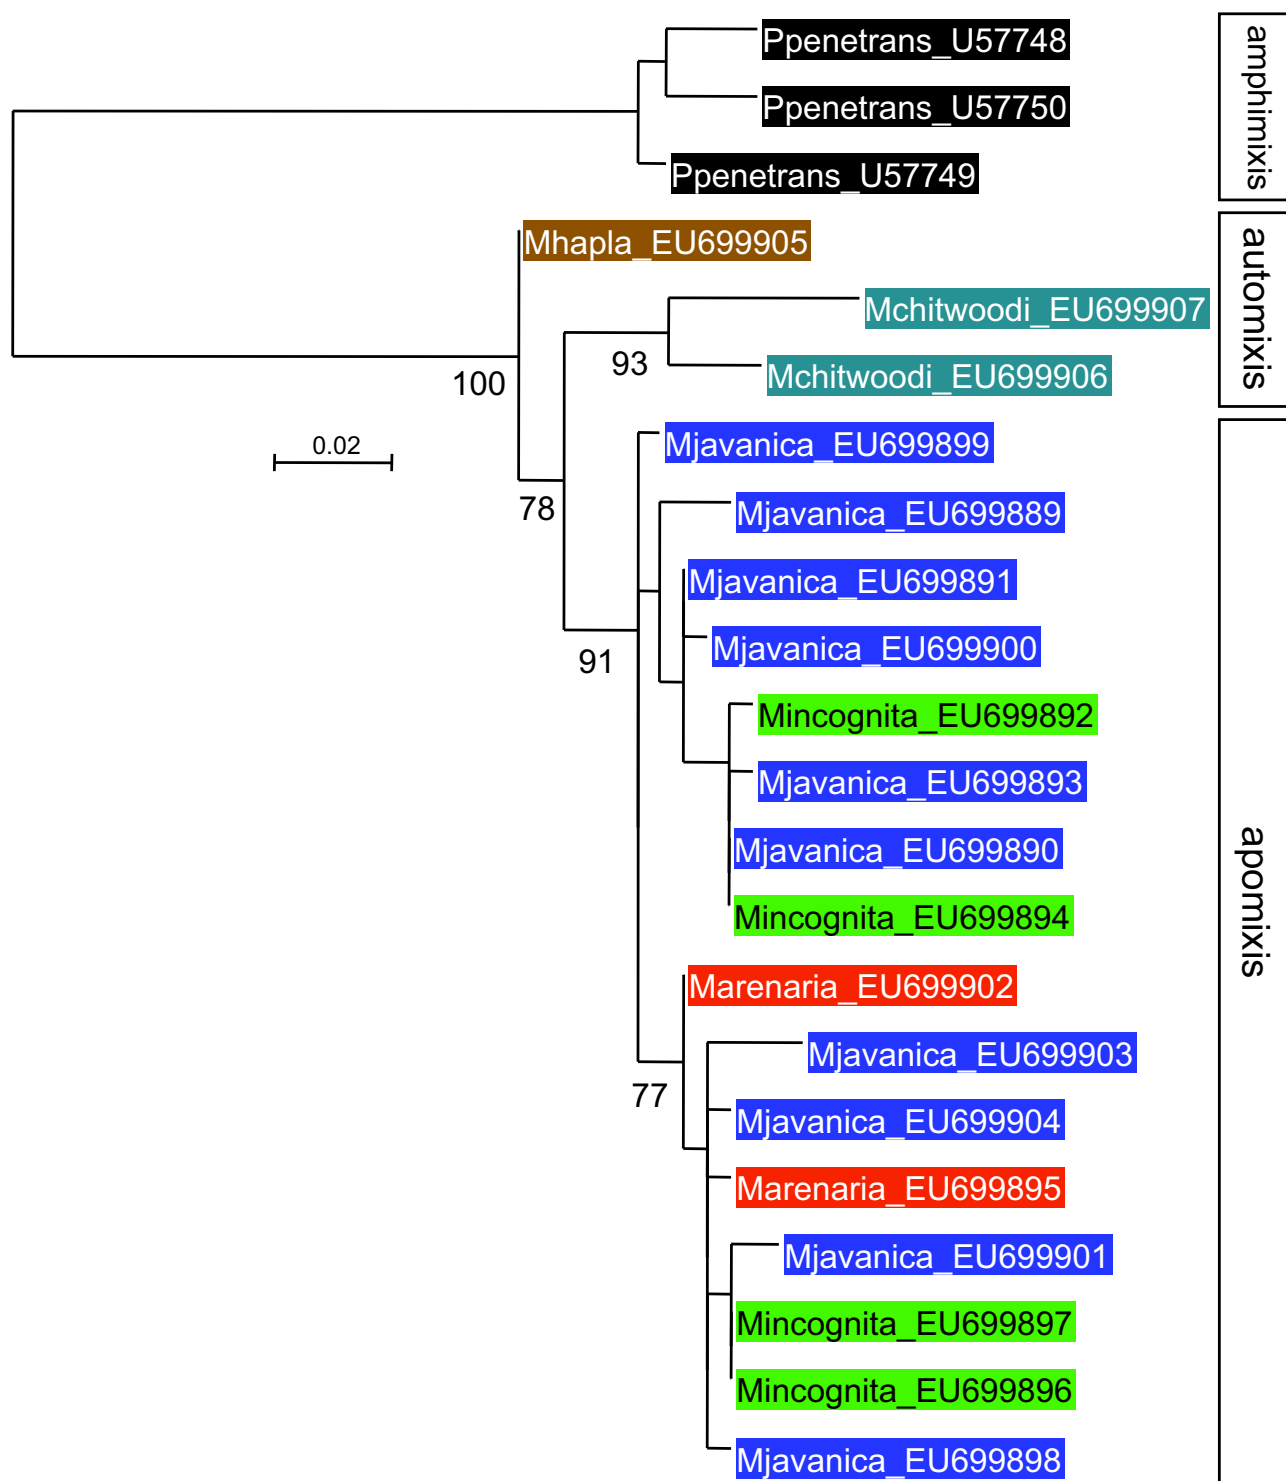 Ppenetrans_U57748
Ppenetrans_U57750
Ppenetrans_U57749
amphimixis
Mhapla_EU699905
Mchitwoodi_EU699907
93
Mchitwoodi_EU699906
100
automixis
0.02
Mjavanica_EU699899
78
Mjavanica_EU699889
Mjavanica_EU699891
Mjavanica_EU699900
91
Mincognita_EU699892
Mjavanica_EU699893
Mjavanica_EU699890
Mincognita_EU699894
apomixis
Marenaria_EU699902
Mjavanica_EU699903
77
Mjavanica_EU699904
Marenaria_EU699895
Mjavanica_EU699901
Mincognita_EU699897
Mincognita_EU699896
Mjavanica_EU699898